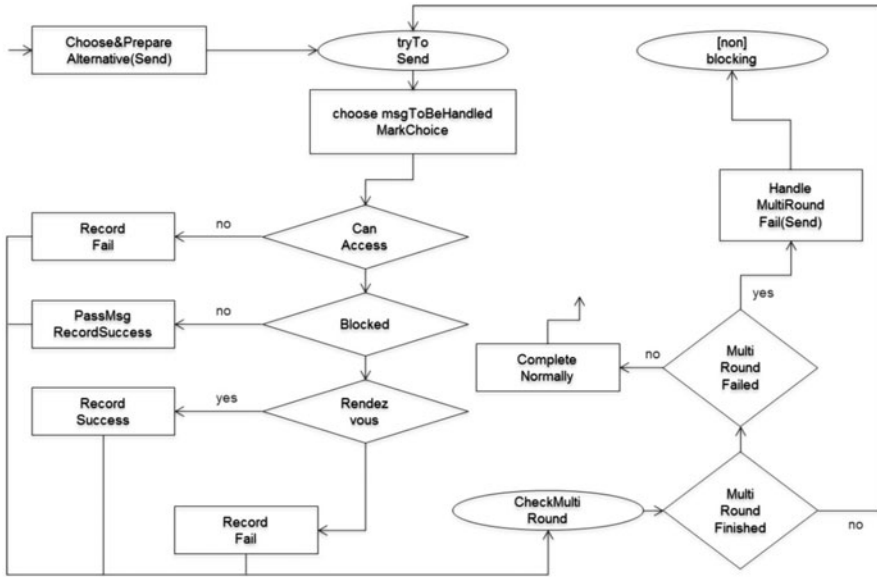 Choose&Prepare
Alternative(Send)
tryTo
Send
[non]
blocking
choose msgToBeHandled
MarkChoice
Handle
MultiRound
Fail(Send)
Record
Fail
no
Can
Access
yes
PassMsg
RecordSuccess
no
Blocked
Complete
Normally
no
Multi
Round
Failed
Record
Success
yes
Rendez
vous
CheckMulti
Round
Multi
Round
Finished
no
Record
Fail